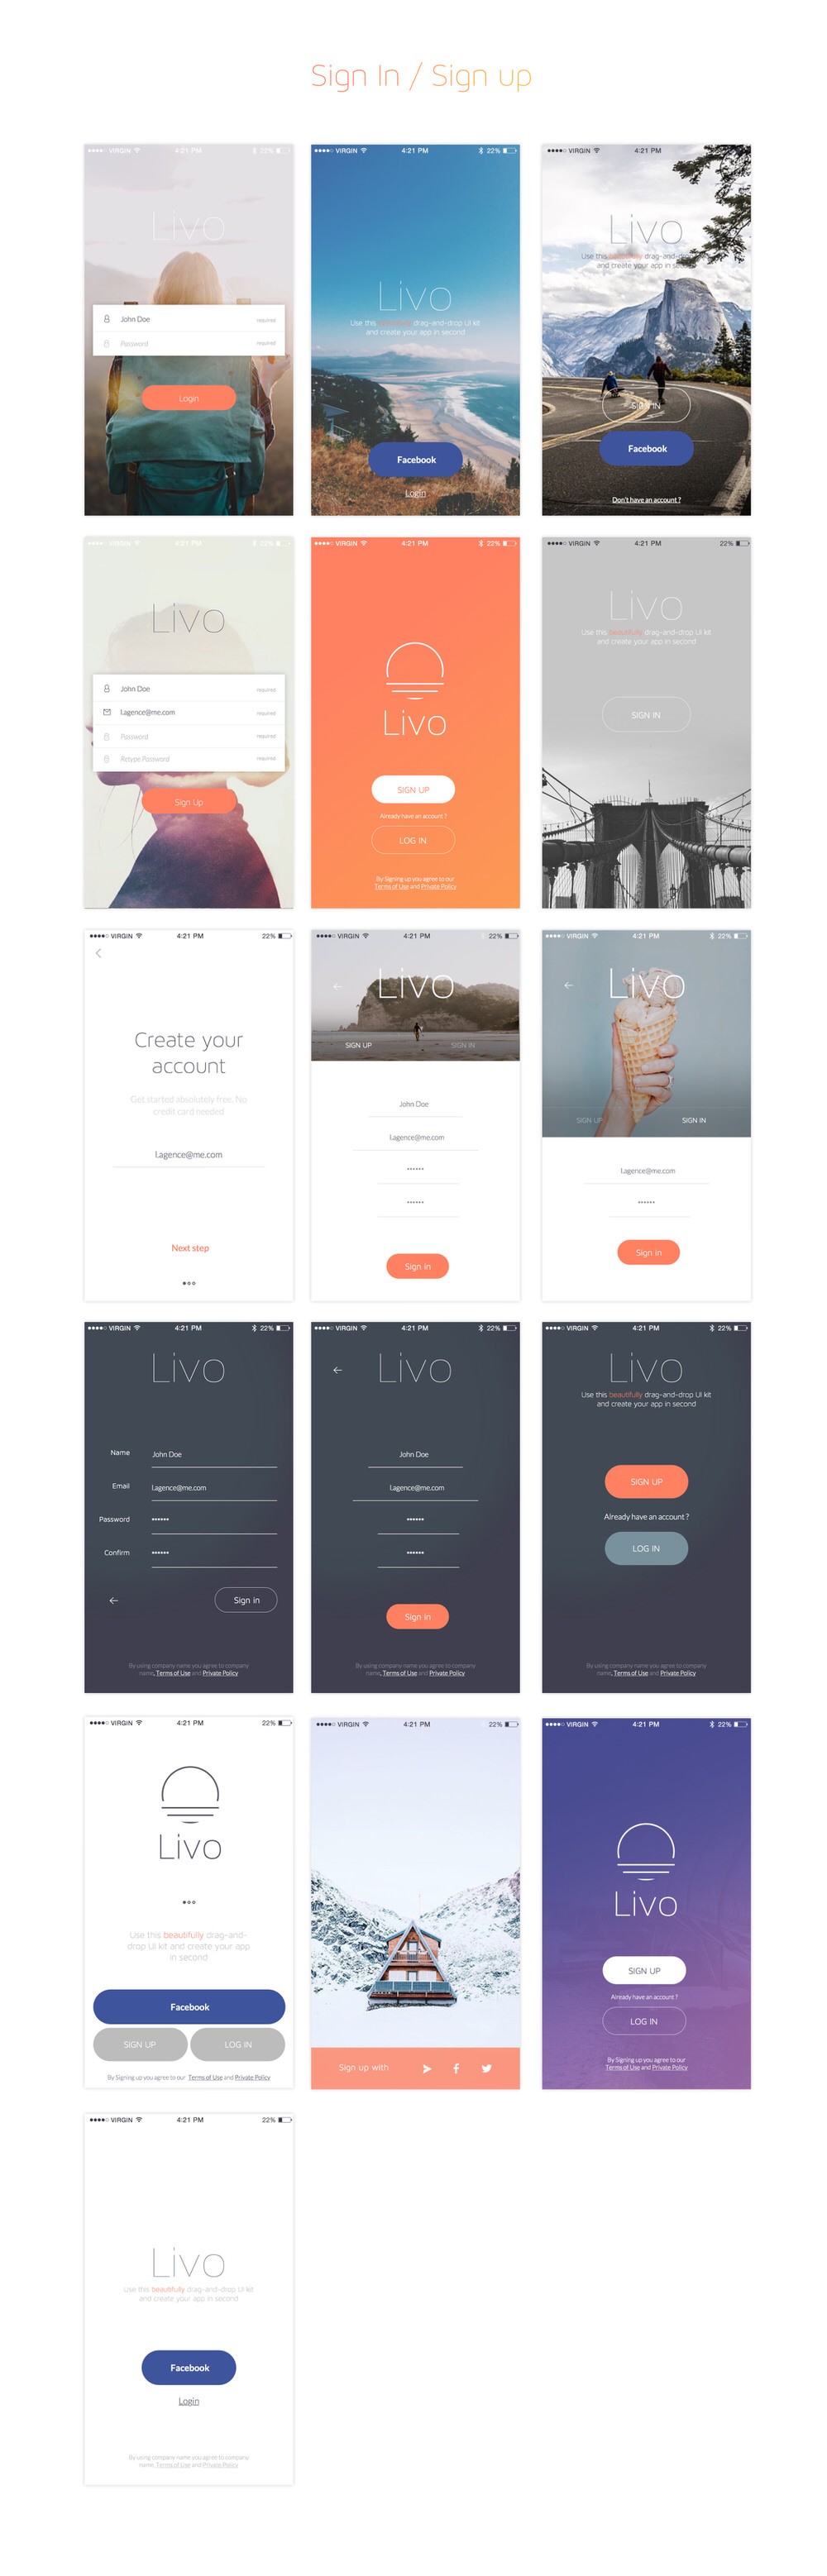 Sign In / Sign up
VIRGIN 4:21 PM 22%
Livo
John Doe required
Password required
Login
VIRGIN 4:21 PM 22%
Livo
Use this beautifully drag-and-drop UI kit
and create your app in second
Facebook
Login
VIRGIN 4:21 PM
Livo
Use this beautifully drag-and-drop
and create your app in second
SIGN IN
Facebook
Don't have an account ?
VIRGIN 4:21 PM 22%
Livo
John Doe required
l.agence@me.com required
Password required
Retype Password required
Sign Up
VIRGIN 4:21 PM 22%
Livo
SIGN UP
Already have an account ?
LOG IN
By Signing up you agree to our
Terms of Use and Private Policy
VIRGIN 4:21 PM 22%
Livo
Use this beautifully drag-and-drop UI kit
and create your app in second
SIGN IN
VIRGIN 4:21 PM 22%
Create your
account
Get started absolutely free. No
credit card needed
l.agence@me.com
Next step
VIRGIN 4:21 PM 22%
Livo
SIGN UP SIGN IN
John Doe
l.agence@me.com
••••••
••••••
Sign in
VIRGIN 4:21 PM 22%
Livo
SIGN UP SIGN IN
l.agence@me.com
••••••
Sign in
VIRGIN 4:21 PM 22%
Livo
Name John Doe
Email l.agence@me.com
Password ••••••
Confirm ••••••
Sign in
By using company name you agree to company
name, Terms of Use and Private Policy
VIRGIN 4:21 PM 22%
Livo
John Doe
l.agence@me.com
••••••
••••••
Sign in
By using company name you agree to company
name, Terms of Use and Private Policy
VIRGIN 4:21 PM 22%
Livo
Use this beautifully drag-and-drop UI kit
and create your app in second
SIGN UP
Already have an account ?
LOG IN
By using company name you agree to company
name, Terms of Use and Private Policy
VIRGIN 4:21 PM 22%
Livo
Use this beautifully drag-and-
drop UI kit and create your app
in second
Facebook
SIGN UP LOG IN
By Signing up you agree to our Terms of Use and Private Policy
VIRGIN 4:21 PM 22%
Sign up with
VIRGIN 4:21 PM 22%
Livo
SIGN UP
Already have an account ?
LOG IN
By Signing up you agree to our
Terms of Use and Private Policy
VIRGIN 4:21 PM 22%
Livo
Use this beautifully drag-and-drop UI kit
and create your app in second
Facebook
Login
By using company name you agree to company
name, Terms of Use and Private Policy